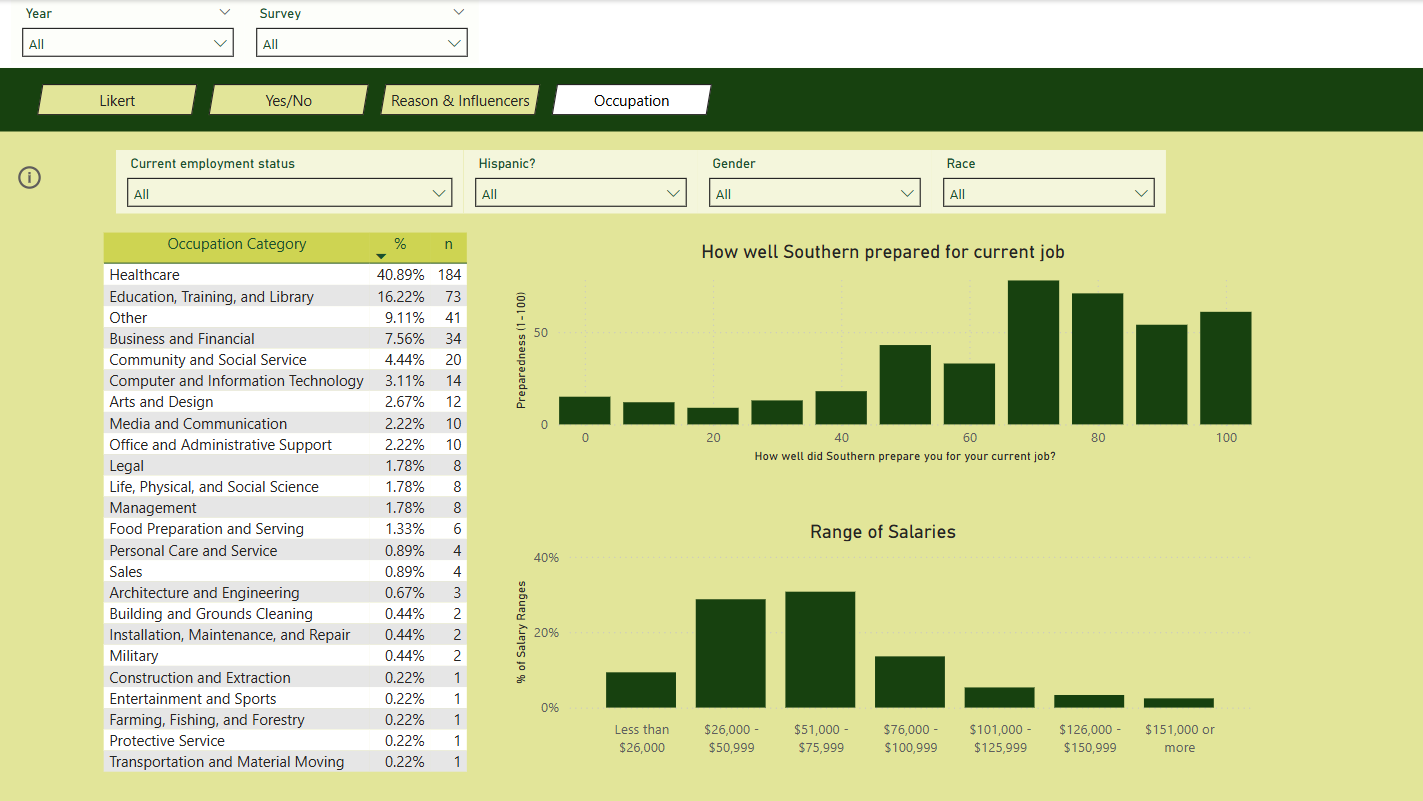 Year
Survey
All
All
Likert
Yes/No
Reason & Influencers
Occupation
Current employment status
Hispanic?
Gender
Race
All
All
All
All
Occupation Category % n
Healthcare 40.89% 184
Education, Training, and Library 16.22% 73
Other 9.11% 41
Business and Financial 7.56% 34
Community and Social Service 4.44% 20
Computer and Information Technology 3.11% 14
Arts and Design 2.67% 12
Media and Communication 2.22% 10
Office and Administrative Support 2.22% 10
Legal 1.78% 8
Life, Physical, and Social Science 1.78% 8
Management 1.78% 8
Food Preparation and Serving 1.33% 6
Personal Care and Service 0.89% 4
Sales 0.89% 4
Architecture and Engineering 0.67% 3
Building and Grounds Cleaning 0.44% 2
Installation, Maintenance, and Repair 0.44% 2
Military 0.44% 2
Construction and Extraction 0.22% 1
Entertainment and Sports 0.22% 1
Farming, Fishing, and Forestry 0.22% 1
Protective Service 0.22% 1
Transportation and Material Moving 0.22% 1
How well Southern prepared for current job
Preparedness (1-100)
50
0
0 20 40 60 80 100
How well did Southern prepare you for your current job?
Range of Salaries
% of Salary Ranges
40%
20%
0%
Less than $26,000
$26,000 - $50,999
$51,000 - $75,999
$76,000 - $100,999
$101,000 - $125,999
$126,000 - $150,999
$151,000 or more